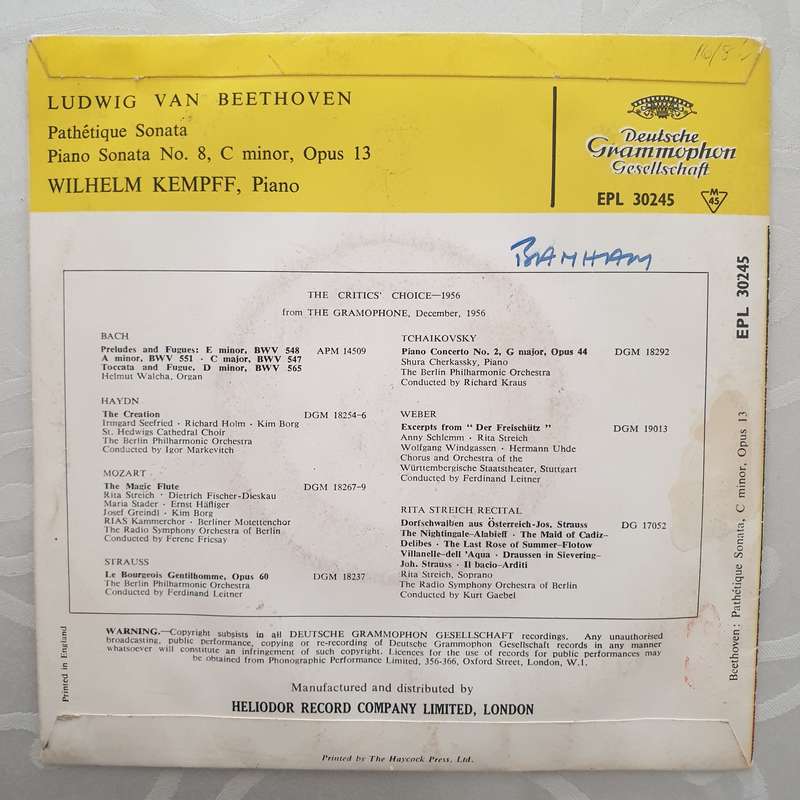 16/8
LUDWIG VAN BEETHOVEN
Pathétique Sonata
Piano Sonata No. 8, C minor, Opus 13
WILHELM KEMPFF, Piano
Deutsche
Grammophon
Gesellschaft
EPL 30245
M
45
BANHAM
EPL 30245
Beethoven: Pathétique Sonata, C minor, Opus 13
THE CRITICS' CHOICE—1956
from THE GRAMOPHONE, December, 1956
BACH
Preludes and Fugues: E minor, BWV 548 APM 14509
A minor, BWV 551 · C major, BWV 547
Toccata and Fugue, D minor, BWV 565
Helmut Walcha, Organ
HAYDN
The Creation DGM 18254-6
Irmgard Seefried · Richard Holm · Kim Borg
St. Hedwigs Cathedral Choir
The Berlin Philharmonic Orchestra
Conducted by Igor Markevitch
MOZART
The Magic Flute DGM 18267-9
Rita Streich · Dietrich Fischer-Dieskau
Maria Stader · Ernst Häfliger
Josef Greindl · Kim Borg
RIAS Kammerchor · Berliner Motettenchor
The Radio Symphony Orchestra of Berlin
Conducted by Ferenc Fricsay
STRAUSS
Le Bourgeois Gentilhomme, Opus 60 DGM 18237
The Berlin Philharmonic Orchestra
Conducted by Ferdinand Leitner
TCHAIKOVSKY
Piano Concerto No. 2, G major, Opus 44 DGM 18292
Shura Cherkassky, Piano
The Berlin Philharmonic Orchestra
Conducted by Richard Kraus
WEBER
Excerpts from “ Der Freischütz ” DGM 19013
Anny Schlemm · Rita Streich
Wolfgang Windgassen · Hermann Uhde
Chorus and Orchestra of the
Württembergische Staatstheater, Stuttgart
Conducted by Ferdinand Leitner
RITA STREICH RECITAL
Dorfschwalben aus Österreich-Jos. Strauss DG 17052
The Nightingale–Alabieff · The Maid of Cadiz–
Delibes · The Last Rose of Summer–Flotow
Villanelle–dell 'Aqua · Draussen in Sievering–
Joh. Strauss · Il bacio–Arditi
Rita Streich, Soprano
The Radio Symphony Orchestra of Berlin
Conducted by Kurt Gaebel
WARNING.—Copyright subsists in all DEUTSCHE GRAMMOPHON GESELLSCHAFT recordings. Any unauthorised
broadcasting, public performance, copying or re-recording of Deutsche Grammophon Gesellschaft records in any manner
whatsoever will constitute an infringement of such copyright. Licences for the use of records for public performances may
be obtained from Phonographic Performance Limited, 356-366, Oxford Street, London, W.1.
Printed in England
Manufactured and distributed by
HELIODOR RECORD COMPANY LIMITED, LONDON
Printed by The Haycock Press, Ltd.